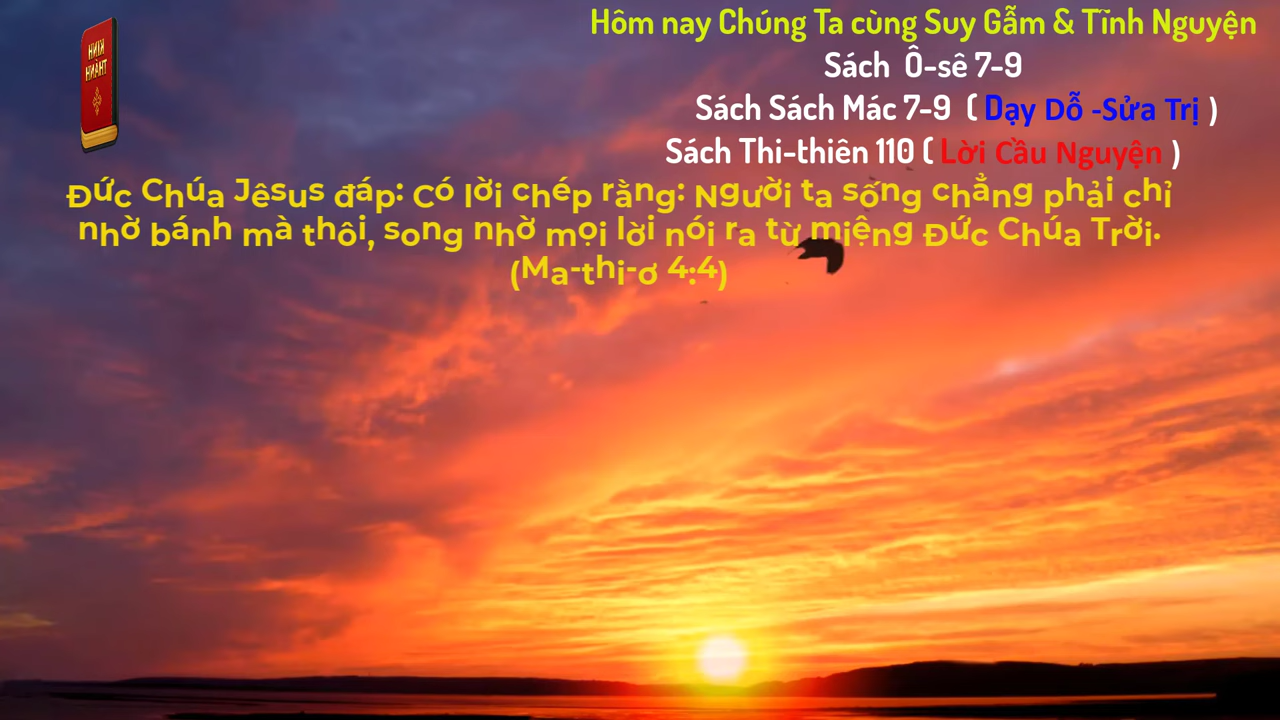 KINH
THÁNH
Hôm nay Chúng Ta cùng Suy Gẫm & Tĩnh Nguyện
Sách Ô-sê 7-9
Sách Sách Mác 7-9 ( Dạy Dỗ -Sửa Trị )
Sách Thi-thiên 110 ( Lời Cầu Nguyện )
Đức Chúa Jêsus đáp: Có lời chép rằng: Người ta sống chẳng phải chỉ
nhờ bánh mà thôi, song nhờ mọi lời nói ra từ miệng Đức Chúa Trời.
(Ma-thi-ơ 4:4)